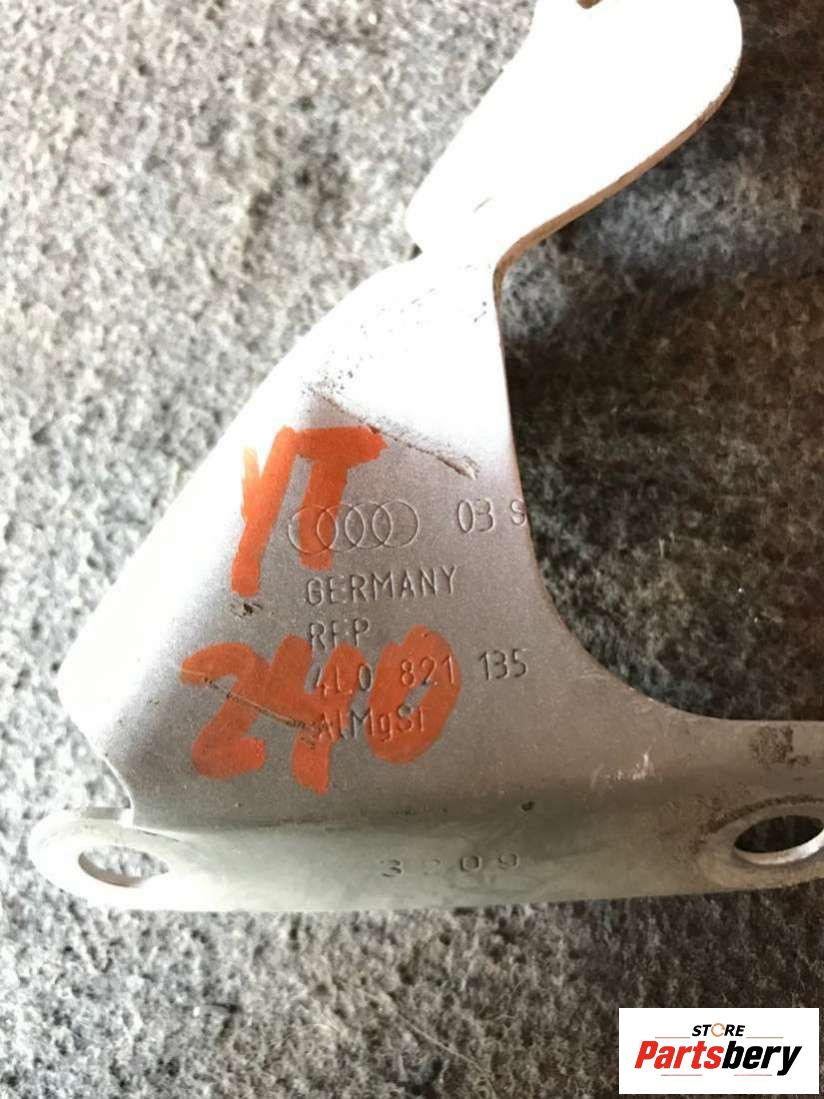 YT
03 S
GERMANY
REP
4L0 821 135
240
AlMgSi
3209
STORE
Partsbery